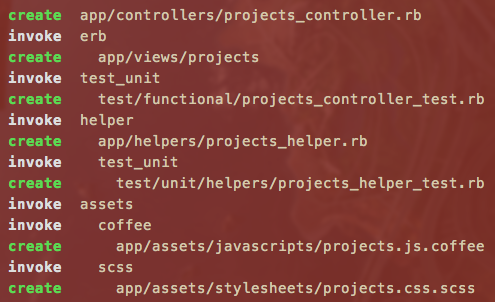 create  app/controllers/projects_controller.rb
invoke  erb
create    app/views/projects
invoke  test_unit
create    test/functional/projects_controller_test.rb
invoke  helper
create    app/helpers/projects_helper.rb
invoke    test_unit
create      test/unit/helpers/projects_helper_test.rb
invoke  assets
invoke    coffee
create      app/assets/javascripts/projects.js.coffee
invoke    scss
create      app/assets/stylesheets/projects.css.scss